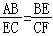 AB/EC = BE/CF